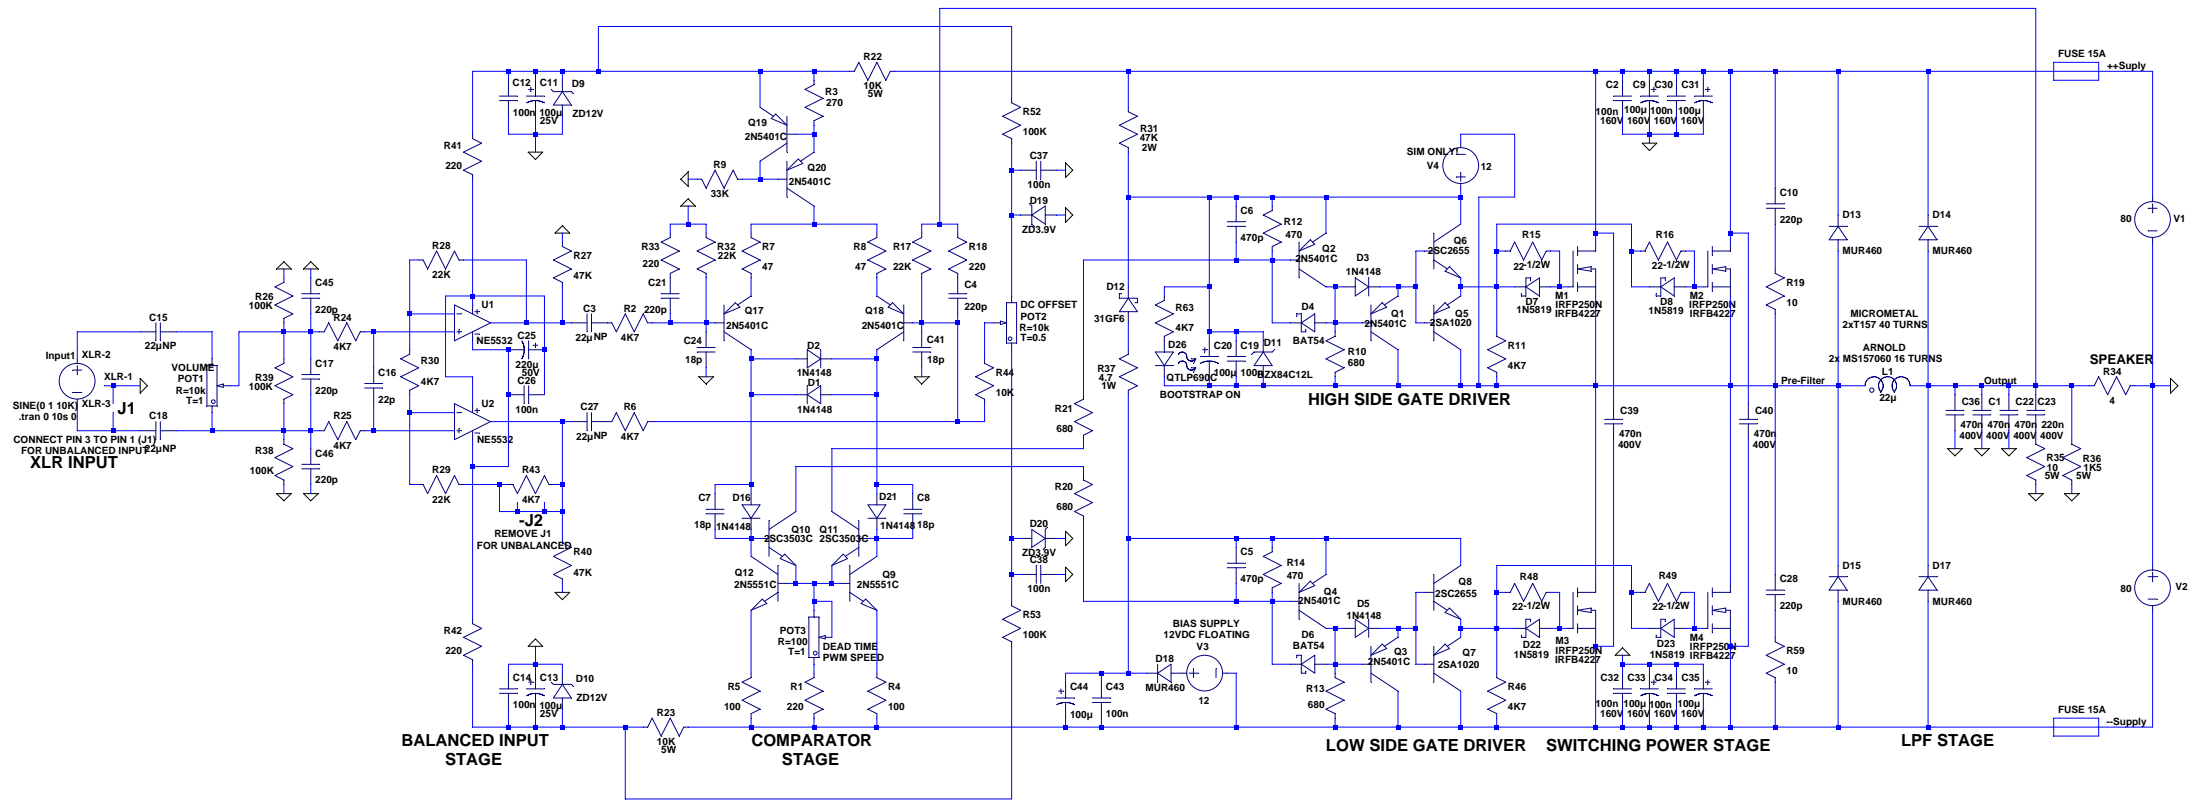 FUSE 15A
++Suply
C12
C11
D9
100n
100µ
25V
ZD12V
R22
10K
5W
R3
270
C2
C9
C30
C31
100n
160V
100µ
160V
100n
160V
100µ
160V
Q19
2N5401C
R52
100K
R31
47K
2W
R41
220
Q20
2N5401C
R9
33K
C37
100n
SIM ONLY!
V4
12
D19
ZD3.9V
C10
220p
D13
MUR460
D14
MUR460
80
V1
R28
22K
R27
47K
R33
220
R32
22K
R7
47
R8
47
R17
22K
R18
220
C6
470p
R12
470
Q2
2N5401C
Q6
2SC2655
R15
22-1/2W
R16
22-1/2W
D3
1N4148
R26
100K
C45
220p
C21
220p
C4
220p
R19
10
DC OFFSET
POT2
R=10k
T=0.5
D12
31GF6
R63
4K7
D7
1N5819
M1
IRFP250N
IRFB4227
D8
1N5819
M2
IRFP250N
IRFB4227
U1
NE5532
C3
22µNP
R2
4K7
Q17
2N5401C
Q18
2N5401C
D4
BAT54
Q1
2N5401C
Q5
2SA1020
C15
22µNP
R24
4K7
C25
220µ
50V
C24
18p
C41
18p
D2
1N4148
MICROMETAL
2xT157 40 TURNS
ARNOLD
2x MS157060 16 TURNS
Input1
XLR-2
XLR-1
XLR-3
SINE(0 1 10K)
.tran 0 10s 0
VOLUME
POT1
R=10k
T=1
J1
R39
100K
C17
220p
C16
22p
R30
4K7
C26
100n
D1
1N4148
R44
10K
R37
4.7
1W
D26
QTLP690C
BOOTSTRAP ON
C20
100µ
C19
100n
D11
BZX84C12L
R10
680
R11
4K7
Pre-Filter
L1
22µ
Output
SPEAKER
R34
4
HIGH SIDE GATE DRIVER
C18
22µNP
R25
4K7
U2
NE5532
C27
22µNP
R6
4K7
R21
680
C39
470n
400V
C40
470n
400V
C36
470n
400V
C1
470n
400V
C22
470n
400V
C23
220n
400V
CONNECT PIN 3 TO PIN 1 (J1)
FOR UNBALANCED INPUT
XLR INPUT
R38
100K
C46
220p
R29
22K
R43
4K7
-J2
REMOVE J1
FOR UNBALANCED
R35
10
5W
R36
1K5
5W
R20
680
C7
18p
D16
1N4148
D21
1N4148
C8
18p
Q10
2SC3503C
Q11
2SC3503C
D20
ZD3.9V
C38
100n
R40
47K
Q12
2N5551C
Q9
2N5551C
C5
470p
R14
470
Q4
2N5401C
Q8
2SC2655
R48
22-1/2W
R49
22-1/2W
D15
MUR460
D17
MUR460
C28
220p
80
V2
R53
100K
POT3
R=100
T=1
DEAD TIME
PWM SPEED
BIAS SUPPLY
12VDC FLOATING
V3
12
D5
1N4148
D6
BAT54
Q3
2N5401C
Q7
2SA1020
D22
1N5819
M3
IRFP250N
IRFB4227
D23
1N5819
M4
IRFP250N
IRFB4227
R59
10
R42
220
C14
100n
C13
100µ
25V
D10
ZD12V
R5
100
R1
220
R4
100
C44
100µ
C43
100n
D18
MUR460
R13
680
R46
4K7
C32
100n
160V
C33
100µ
160V
C34
100n
160V
C35
100µ
160V
R23
10K
5W
FUSE 15A
--Supply
BALANCED INPUT
STAGE
COMPARATOR
STAGE
LOW SIDE GATE DRIVER
SWITCHING POWER STAGE
LPF STAGE